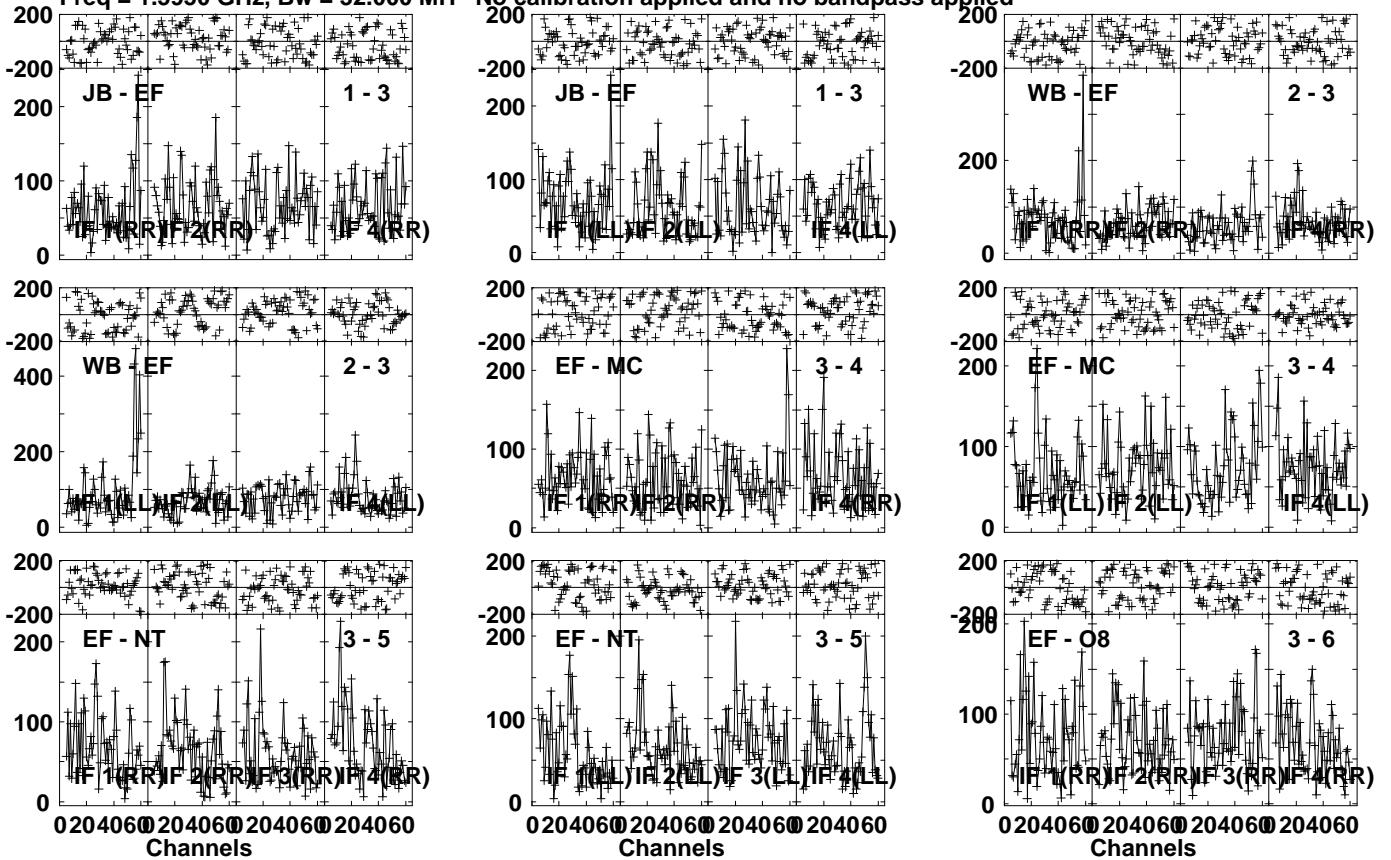 No calibration applied and no bandpass applied
200
-200
JB - EF 1 - 3
200
100
0
IF 1(RR) IF 2(RR) IF 4(RR)
200
-200
JB - EF 1 - 3
200
100
0
IF 1(LL) IF 2(LL) IF 4(LL)
200
-200
WB - EF 2 - 3
200
0
IF 1(RR) IF 2(RR) IF 4(RR)
200
-200
WB - EF 2 - 3
400
200
0
IF 1(LL) IF 2(LL) IF 4(LL)
200
-200
EF - MC 3 - 4
200
100
0
IF 1(RR) IF 2(RR) IF 4(RR)
200
-200
EF - MC 3 - 4
200
100
0
IF 1(LL) IF 2(LL) IF 4(LL)
200
-200
EF - NT 3 - 5
200
100
0
IF 1(RR) IF 2(RR) IF 3(RR) IF 4(RR)
0 20 40 60 0 20 40 60 0 20 40 60 0 20 40 60
Channels
200
-200
EF - NT 3 - 5
200
100
0
IF 1(LL) IF 2(LL) IF 3(LL) IF 4(LL)
0 20 40 60 0 20 40 60 0 20 40 60 0 20 40 60
Channels
200
-200
EF - O8 3 - 6
200
100
0
IF 1(RR) IF 2(RR) IF 3(RR) IF 4(RR)
0 20 40 60 0 20 40 60 0 20 40 60 0 20 40 60
Channels